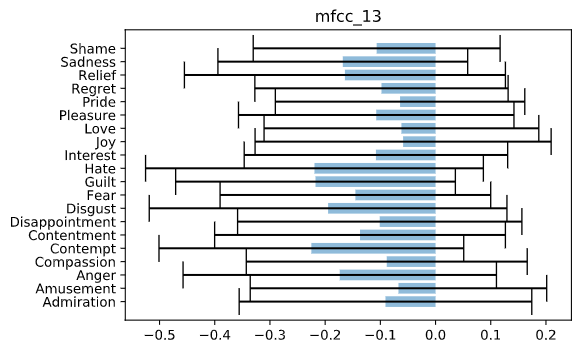 mfcc_13
Shame
Sadness
Relief
Regret
Pride
Pleasure
Love
Joy
Interest
Hate
Guilt
Fear
Disgust
Disappointment
Contentment
Contempt
Compassion
Anger
Amusement
Admiration
−0.5 −0.4 −0.3 −0.2 −0.1 0.0 0.1 0.2